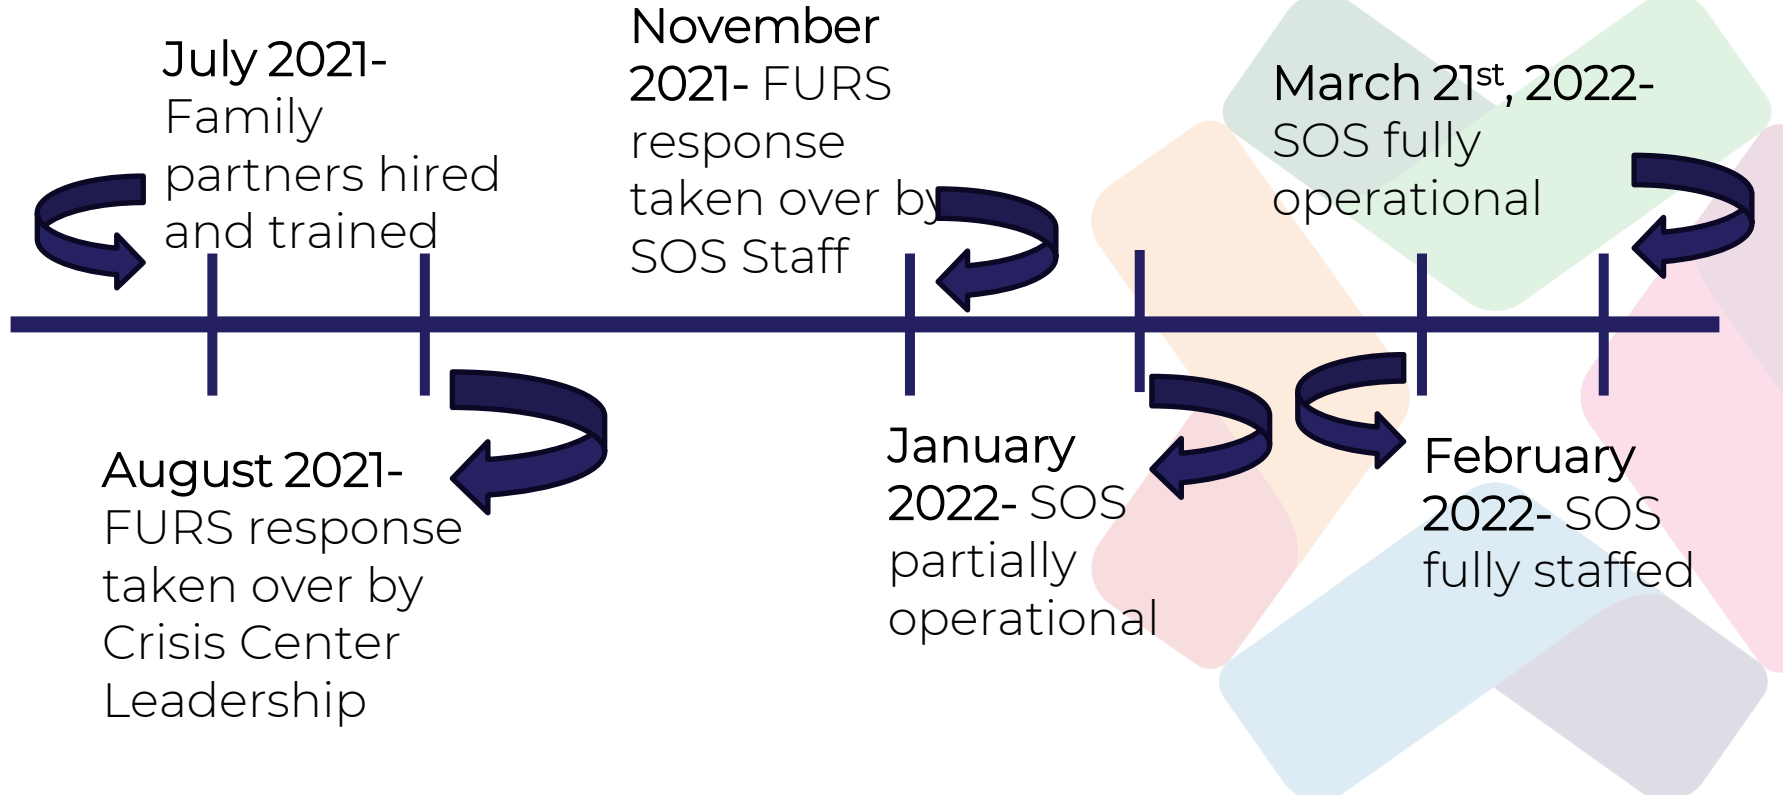 July 2021-
Family
partners hired
and trained
August 2021-
FURS response
taken over by
Crisis Center
Leadership
November
2021- FURS
response
taken over by
SOS Staff
January
2022- SOS
partially
operational
February
2022- SOS
fully staffed
March 21st, 2022-
SOS fully
operational